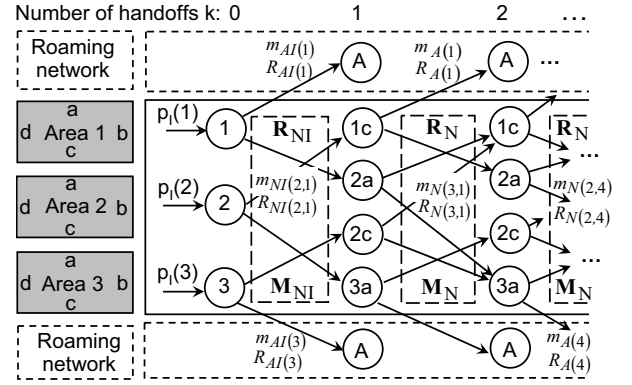 Number of handoffs k: 0 1 2 ...
Roaming
network
a
d Area 1 b
c
a
d Area 2 b
c
a
d Area 3 b
c
Roaming
network
p_I(1)
p_I(2)
p_I(3)
1
2
3
m_AI(1)
R_AI(1)
A
m_A(1)
R_A(1)
A
...
R_NI
m_NI(2,1)
R_NI(2,1)
M_NI
1c
2a
2c
3a
R_N
m_N(3,1)
R_N(3,1)
M_N
1c
2a
2c
3a
R_N
...
m_N(2,4)
R_N(2,4)
...
M_N
m_AI(3)
R_AI(3)
A
A
m_A(4)
R_A(4)